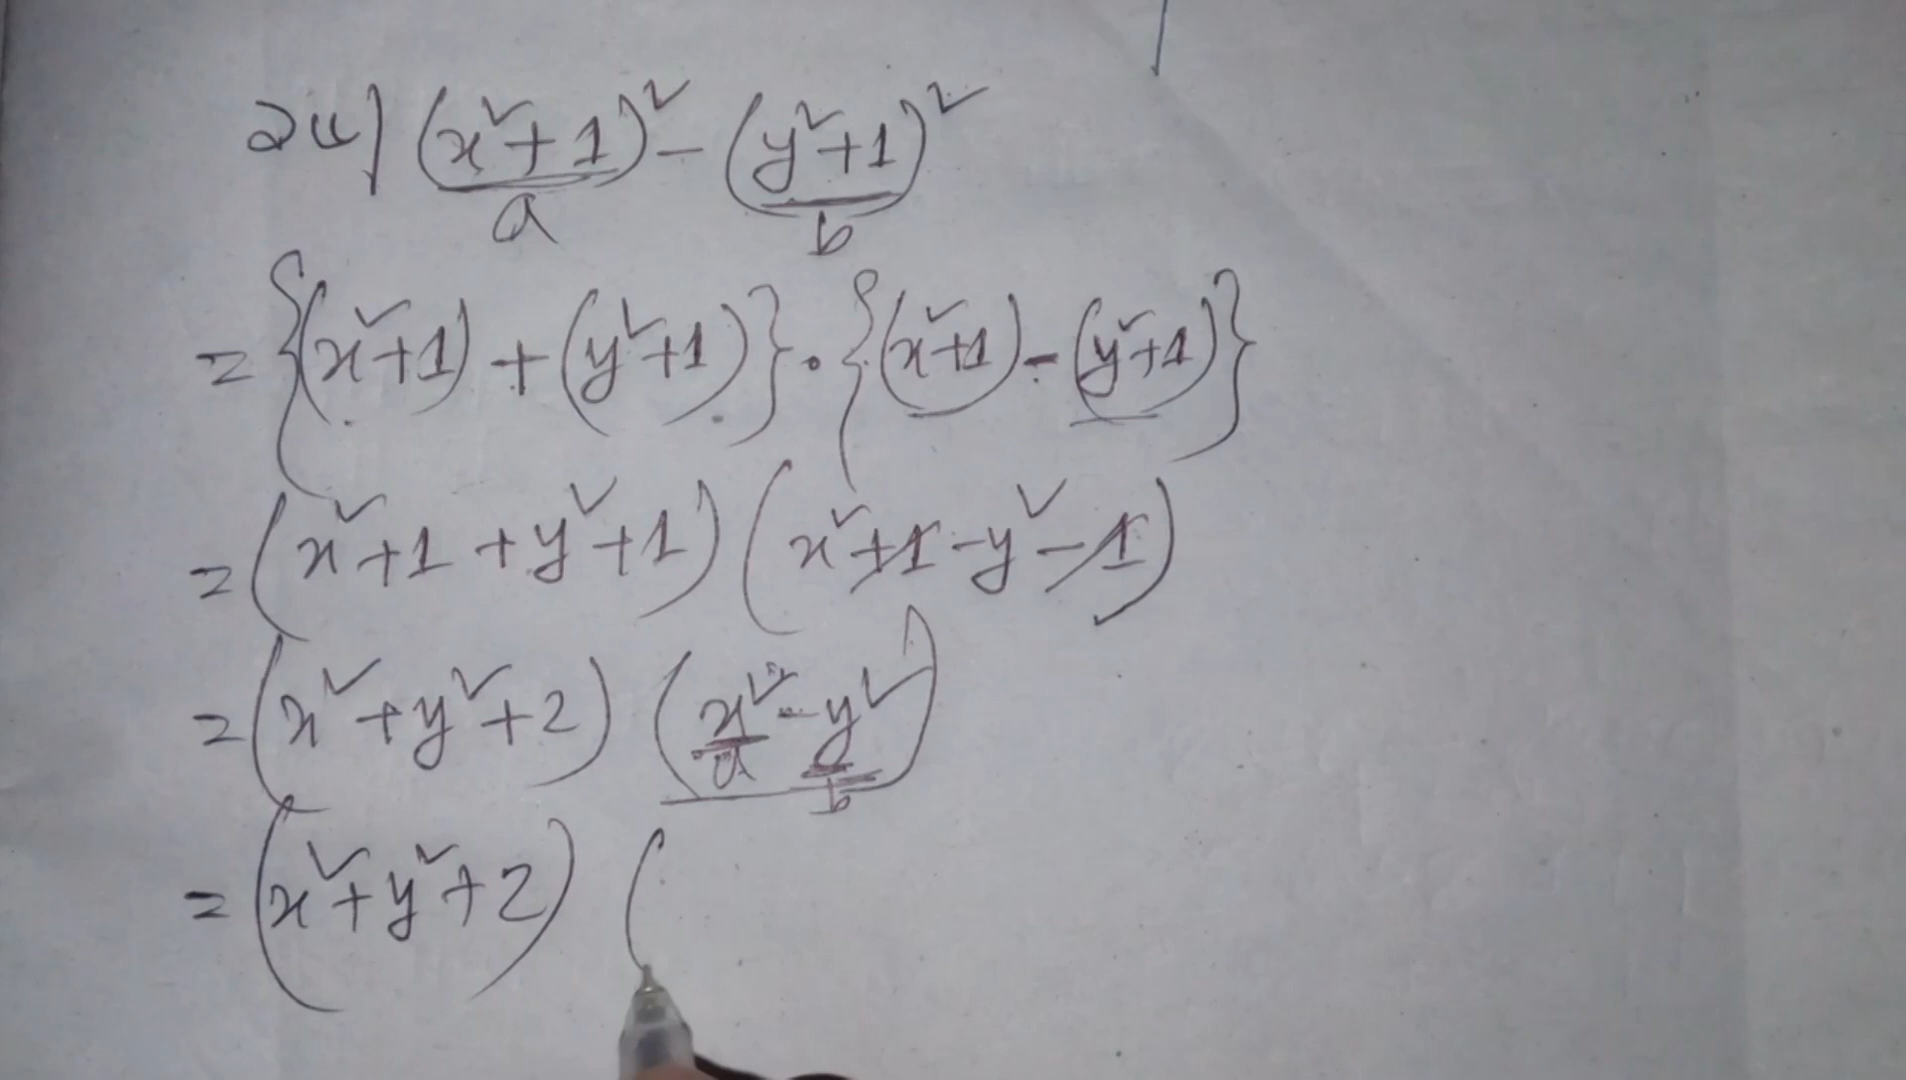 ২৫) (x²+1)² - (y²+1)²
a b
= {(x²+1) + (y²+1)} · {(x²+1) - (y²+1)}
= (x²+1+y²+1) (x²+1-y²-1)
= (x²+y²+2) (x²-y²)
a b
= (x²+y²+2) (